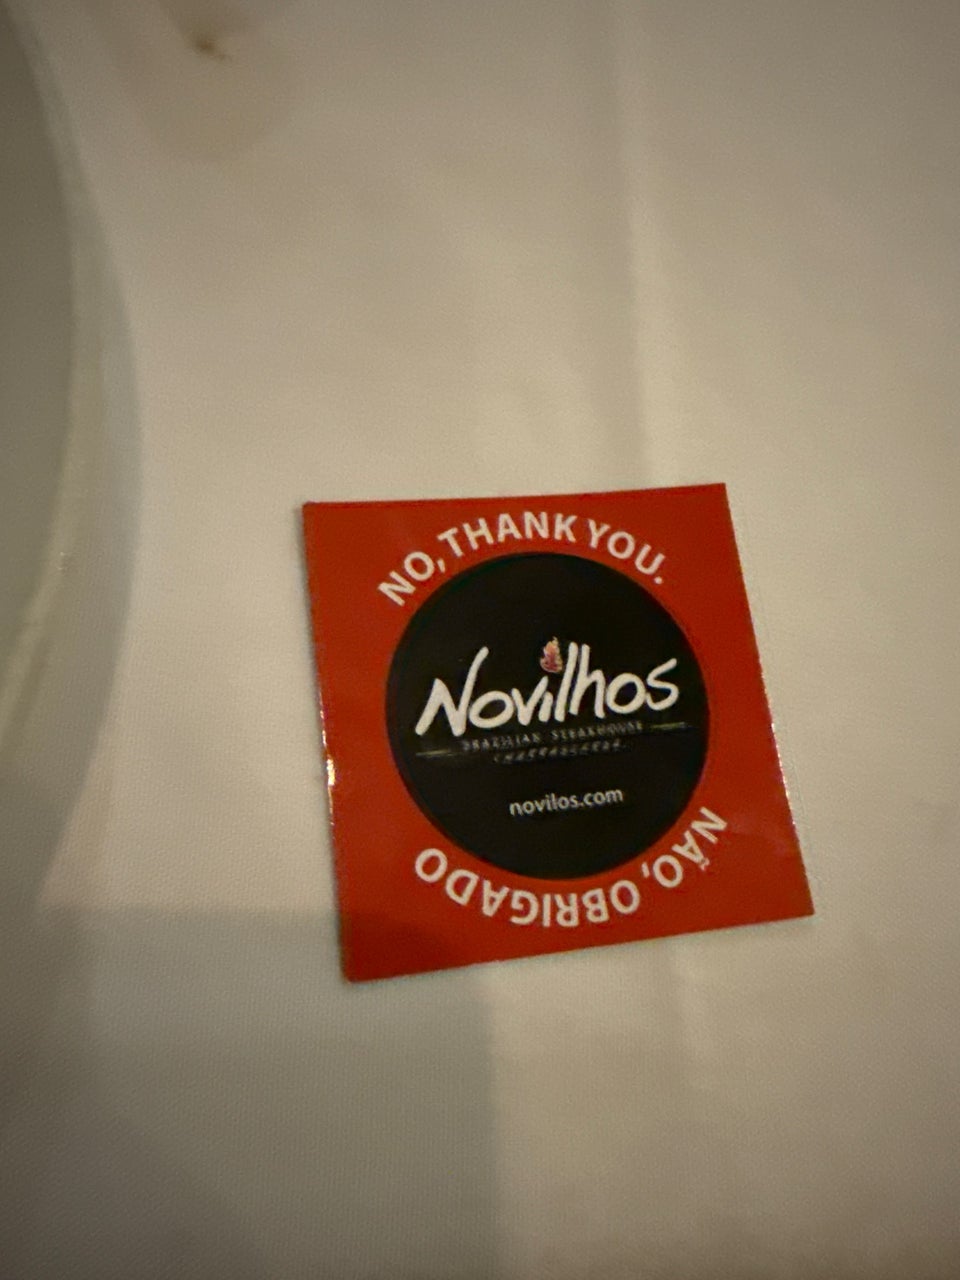 NO, THANK YOU.
Novilhos
BRAZILIAN STEAKHOUSE
novilos.com
NÃO, OBRIGADO